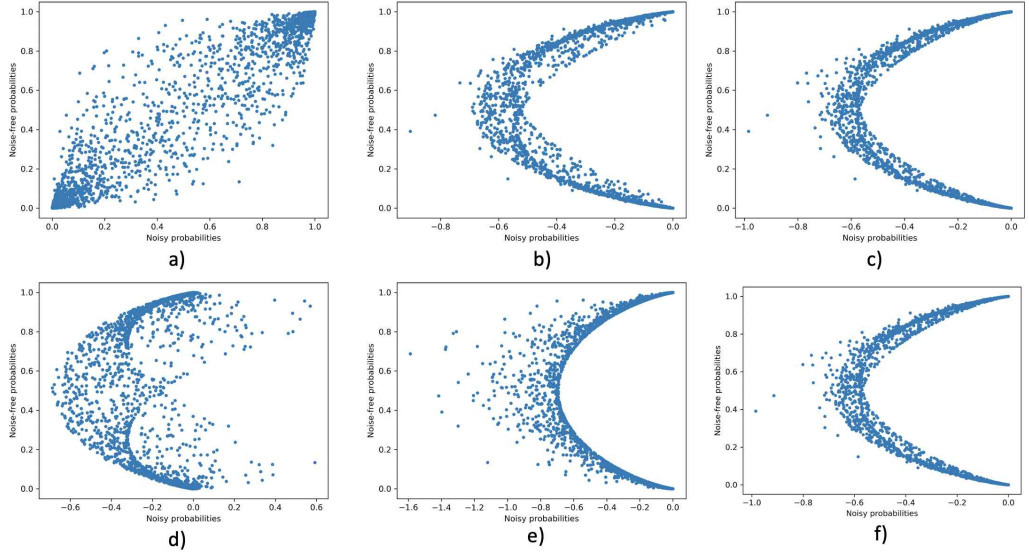 1.0
0.8
0.6
0.4
0.2
0.0
Noise-free probabilities
0.0 0.2 0.4 0.6 0.8 1.0
Noisy probabilities
a)
1.0
0.8
0.6
0.4
0.2
0.0
Noise-free probabilities
−0.8 −0.6 −0.4 −0.2 0.0
Noisy probabilities
b)
1.0
0.8
0.6
0.4
0.2
0.0
Noise-free probabilities
−1.0 −0.8 −0.6 −0.4 −0.2 0.0
Noisy probabilities
c)
1.0
0.8
0.6
0.4
0.2
0.0
Noise-free probabilities
−0.6 −0.4 −0.2 0.0 0.2 0.4 0.6
Noisy probabilities
d)
1.0
0.8
0.6
0.4
0.2
0.0
Noise-free probabilities
−1.6 −1.4 −1.2 −1.0 −0.8 −0.6 −0.4 −0.2 0.0
Noisy probabilities
e)
1.0
0.8
0.6
0.4
0.2
0.0
Noise-free probabilities
−1.0 −0.8 −0.6 −0.4 −0.2 0.0
Noisy probabilities
f)